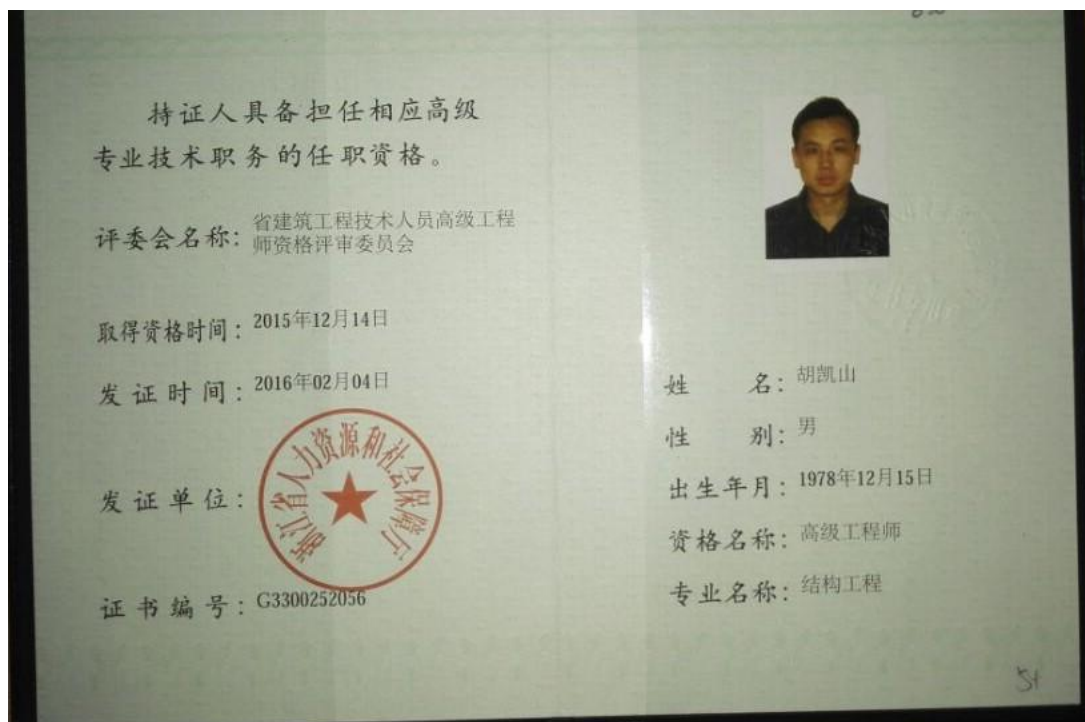 持证人具备担任相应高级
专业技术职务的任职资格。
评委会名称：省建筑工程技术人员高级工程
师资格评审委员会
取得资格时间：2015年12月14日
发证时间：2016年02月04日
发证单位：
浙江省人力资源和社会保障厅
证书编号：G3300252056
姓名：胡凯山
性别：男
出生年月：1978年12月15日
资格名称：高级工程师
专业名称：结构工程